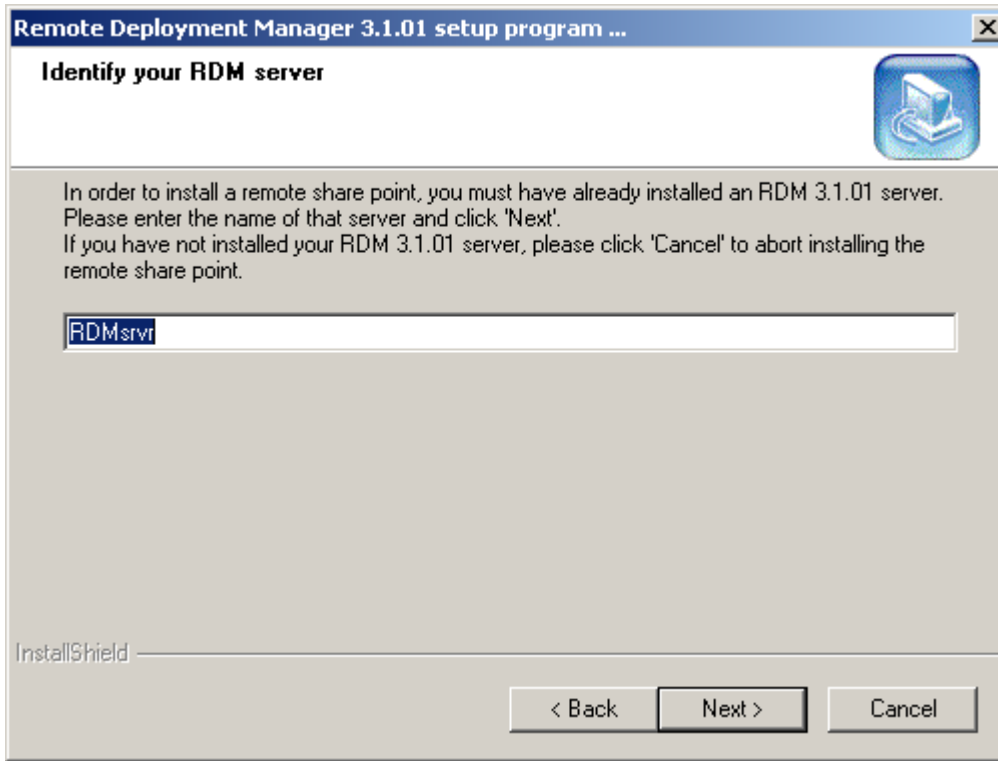 Remote Deployment Manager 3.1.01 setup program ...
Identify your RDM server
In order to install a remote share point, you must have already installed an RDM 3.1.01 server.
Please enter the name of that server and click 'Next'.
If you have not installed your RDM 3.1.01 server, please click 'Cancel' to abort installing the
remote share point.
RDMsrvr
InstallShield
< Back
Next >
Cancel